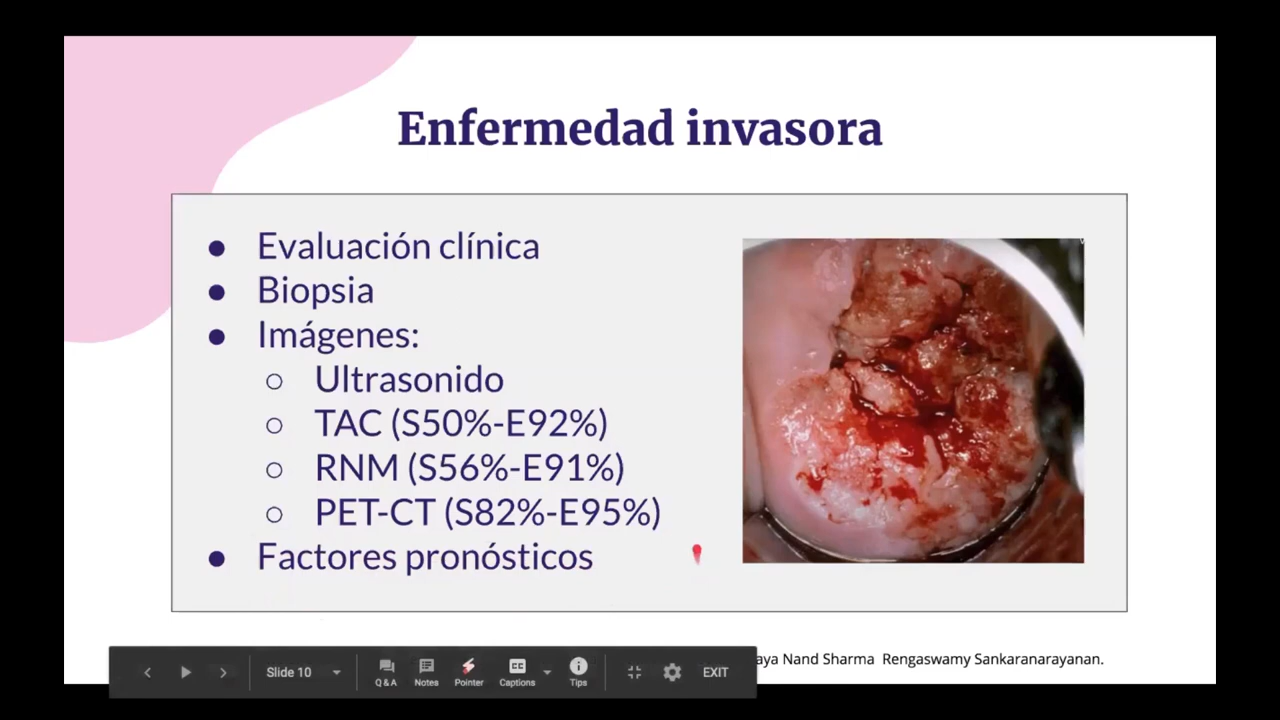 Enfermedad invasora
● Evaluación clínica
● Biopsia
● Imágenes:
○ Ultrasonido
○ TAC (S50%-E92%)
○ RNM (S56%-E91%)
○ PET-CT (S82%-E95%)
● Factores pronósticos
Nand Sharma Rengaswamy Sankaranarayanan.
Slide 10
Q & A
Notes
Pointer
CC
Captions
Tips
EXIT